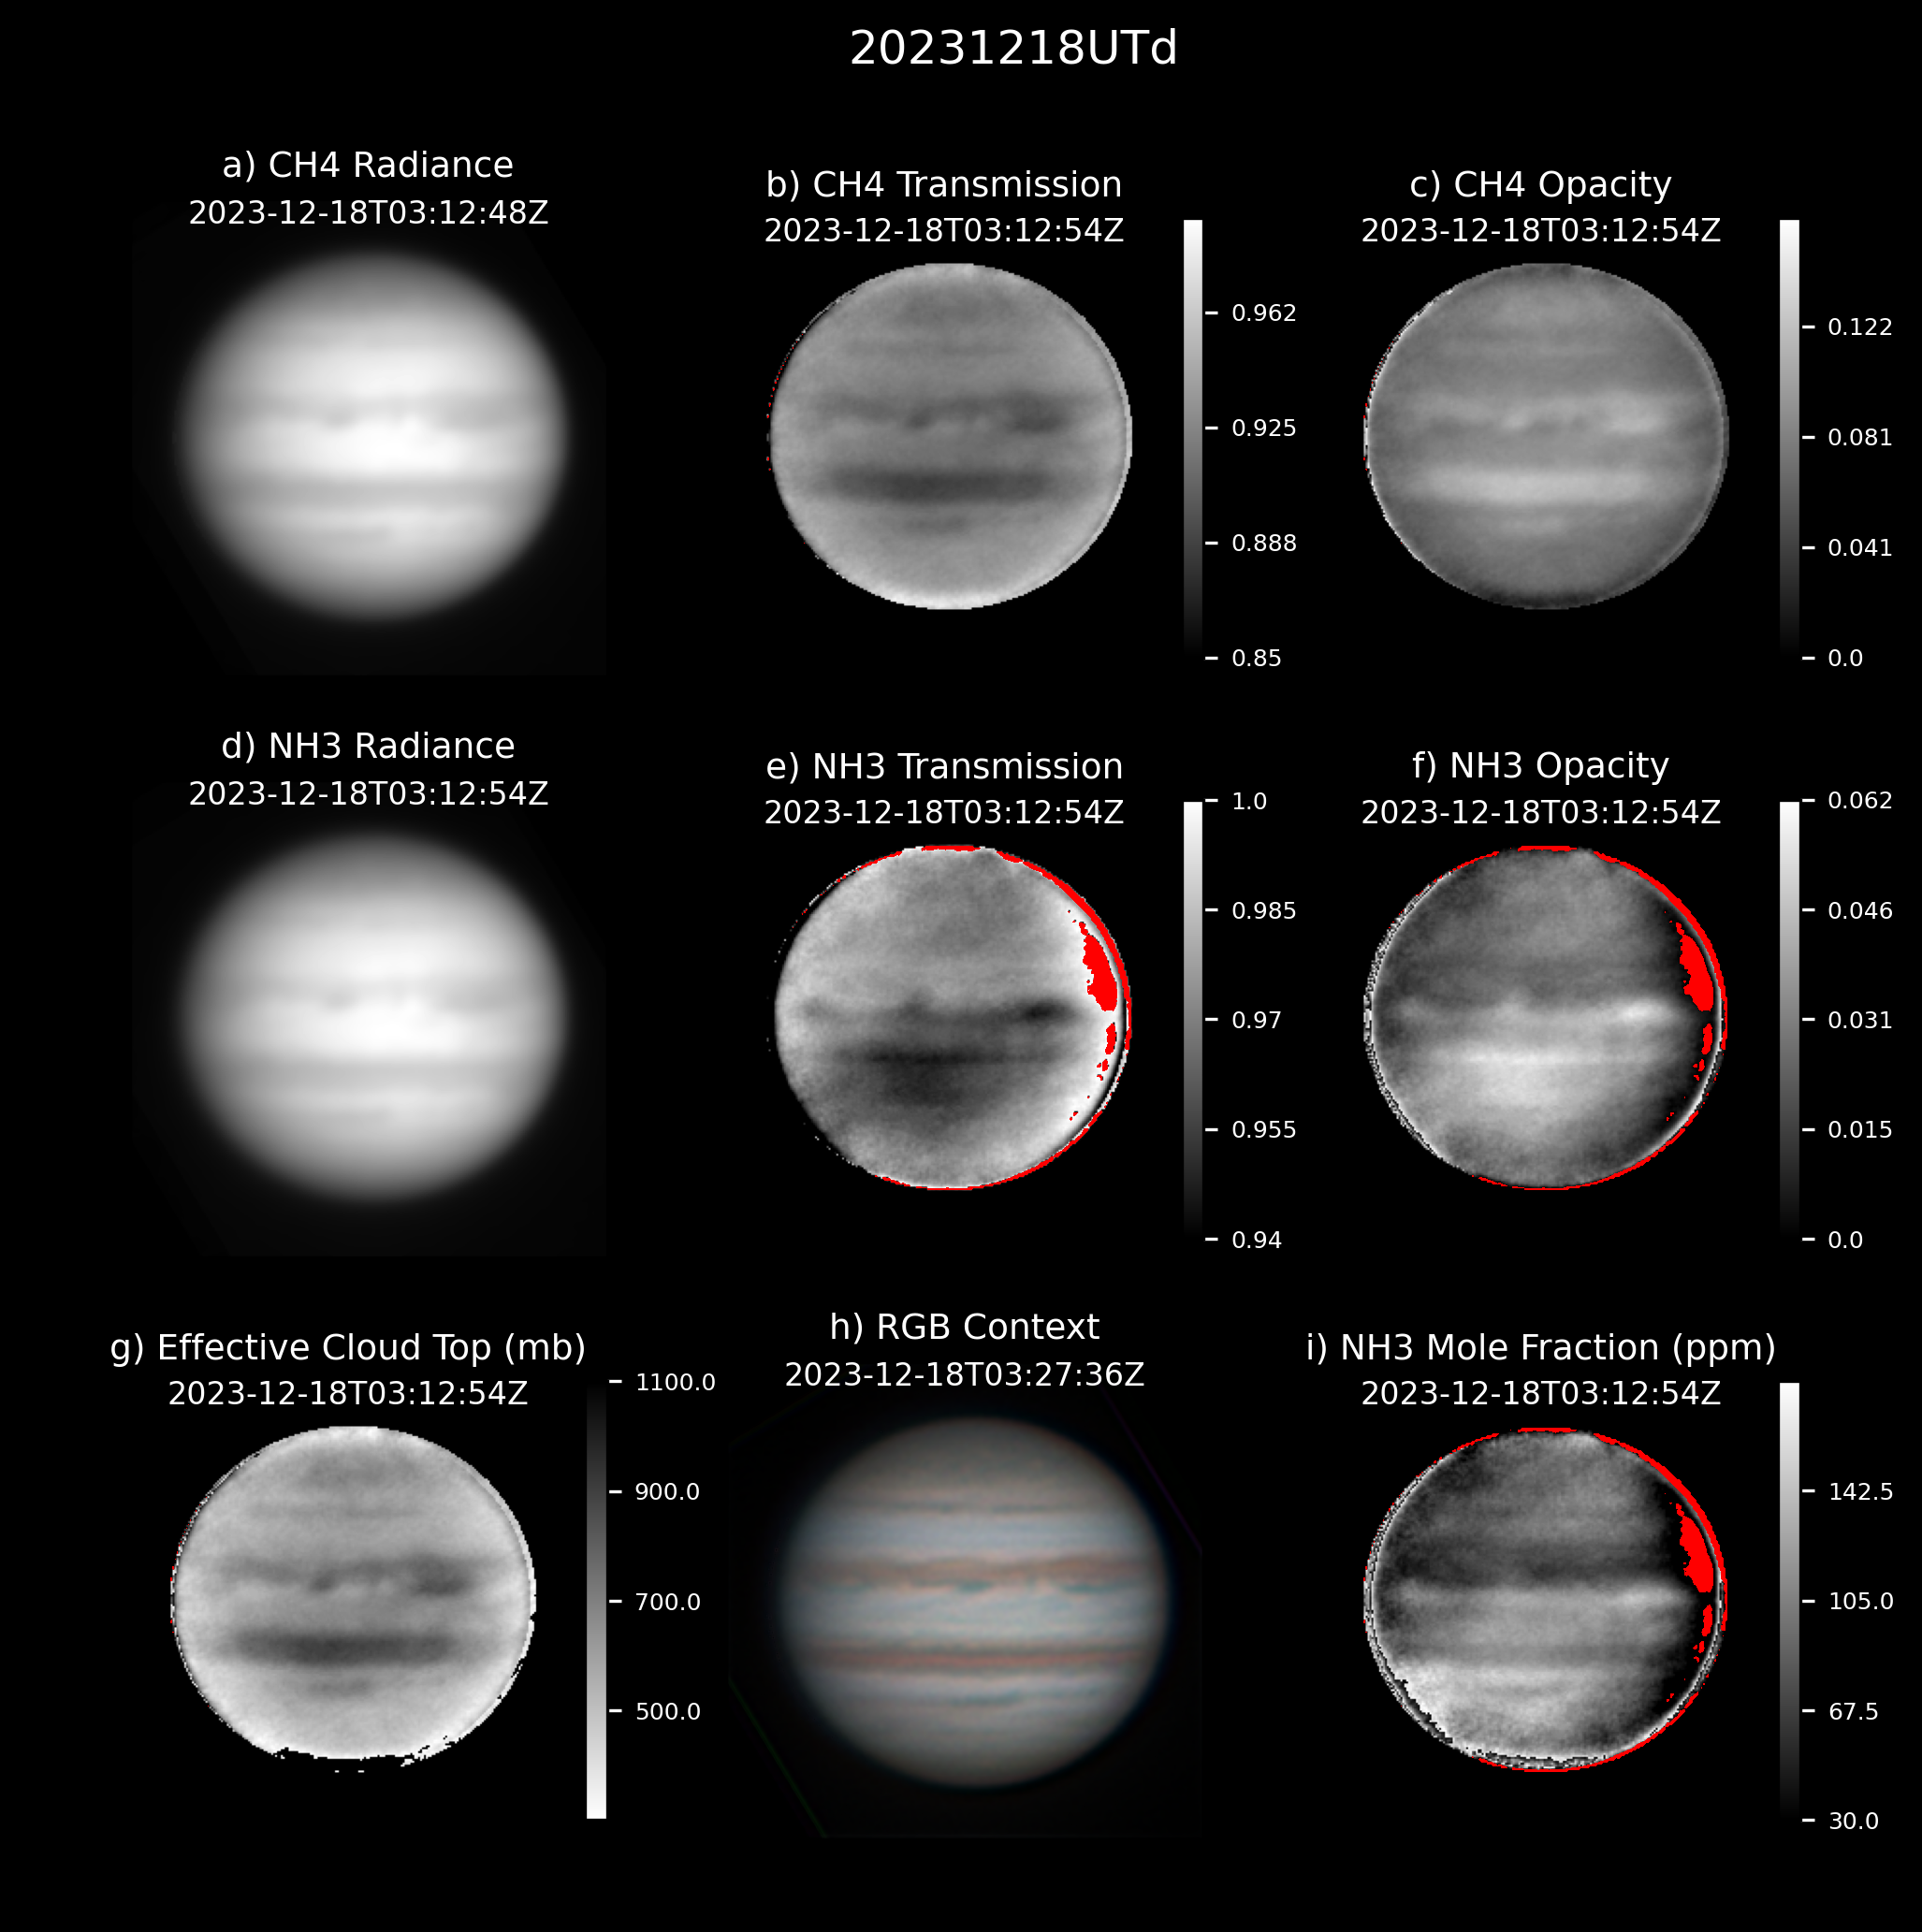 20231218UTd
a) CH4 Radiance
2023-12-18T03:12:48Z
b) CH4 Transmission
2023-12-18T03:12:54Z
0.962
0.925
0.888
0.85
c) CH4 Opacity
2023-12-18T03:12:54Z
0.122
0.081
0.041
0.0
d) NH3 Radiance
2023-12-18T03:12:54Z
e) NH3 Transmission
2023-12-18T03:12:54Z
1.0
0.985
0.97
0.955
0.94
f) NH3 Opacity
2023-12-18T03:12:54Z
0.062
0.046
0.031
0.015
0.0
g) Effective Cloud Top (mb)
2023-12-18T03:12:54Z
1100.0
900.0
700.0
500.0
h) RGB Context
2023-12-18T03:27:36Z
i) NH3 Mole Fraction (ppm)
2023-12-18T03:12:54Z
142.5
105.0
67.5
30.0